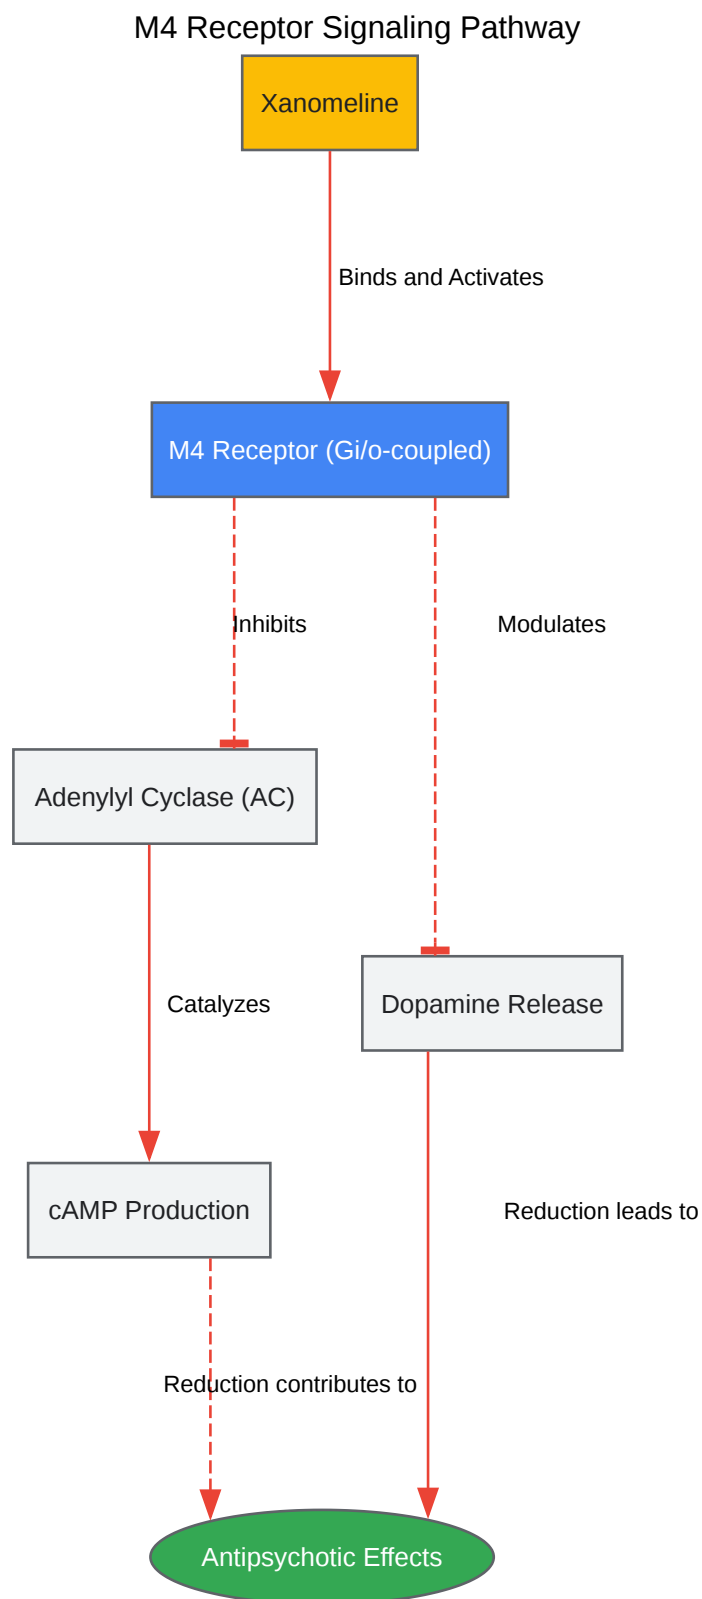 M4 Receptor Signaling Pathway
Xanomeline
Binds and Activates
M4 Receptor (Gi/o-coupled)
Inhibits
Modulates
Adenylyl Cyclase (AC)
Catalyzes
Dopamine Release
cAMP Production
Reduction leads to
Reduction contributes to
Antipsychotic Effects